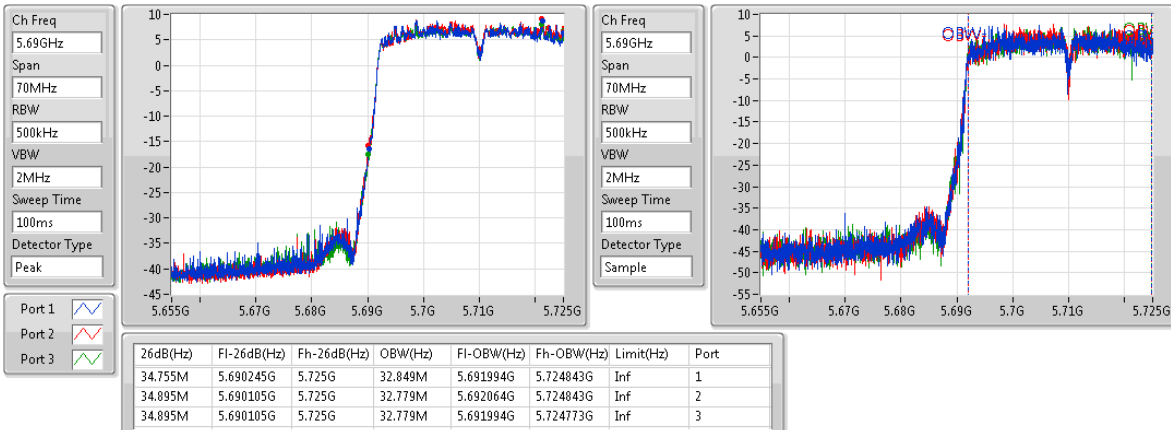 Ch Freq
5.69GHz
Span
70MHz
RBW
500kHz
VBW
2MHz
Sweep Time
100ms
Detector Type
Peak
Port 1
Port 2
Port 3
10
5
0
-5
-10
-15
-20
-25
-30
-35
-40
-45
5.655G 5.67G 5.68G 5.69G 5.7G 5.71G 5.725G
Ch Freq
5.69GHz
Span
70MHz
RBW
500kHz
VBW
2MHz
Sweep Time
100ms
Detector Type
Sample
10
5
0
-5
-10
-15
-20
-25
-30
-35
-40
-45
-50
-55
OBW
5.655G 5.67G 5.68G 5.69G 5.7G 5.71G 5.725G
26dB(Hz) Fl-26dB(Hz) Fh-26dB(Hz) OBW(Hz) Fl-OBW(Hz) Fh-OBW(Hz) Limit(Hz) Port
34.755M 5.690245G 5.725G 32.849M 5.691994G 5.724843G Inf 1
34.895M 5.690105G 5.725G 32.779M 5.692064G 5.724843G Inf 2
34.895M 5.690105G 5.725G 32.779M 5.691994G 5.724773G Inf 3